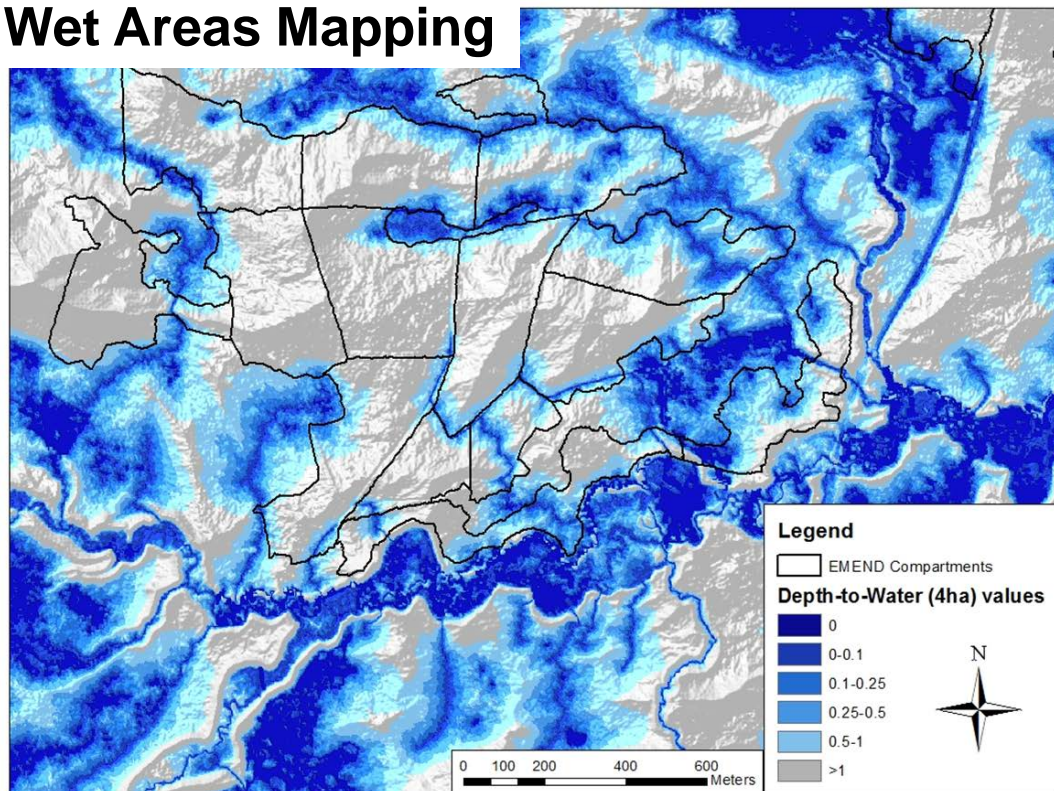 Wet Areas Mapping
Legend
EMEND Compartments
Depth-to-Water (4ha) values
0
0-0.1
0.1-0.25
0.25-0.5
0.5-1
>1
N
0 100 200 400 600
Meters